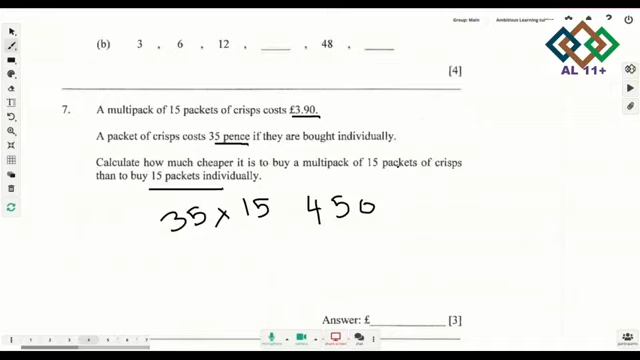 Group: Main
Ambitious Learning
AL 11+
(b) 3 , 6 , 12 , ____ , 48 , ____
[4]
7. A multipack of 15 packets of crisps costs £3.90.
A packet of crisps costs 35 pence if they are bought individually.
Calculate how much cheaper it is to buy a multipack of 15 packets of crisps
than to buy 15 packets individually.
35 x 15 450
Answer: £__________ [3]